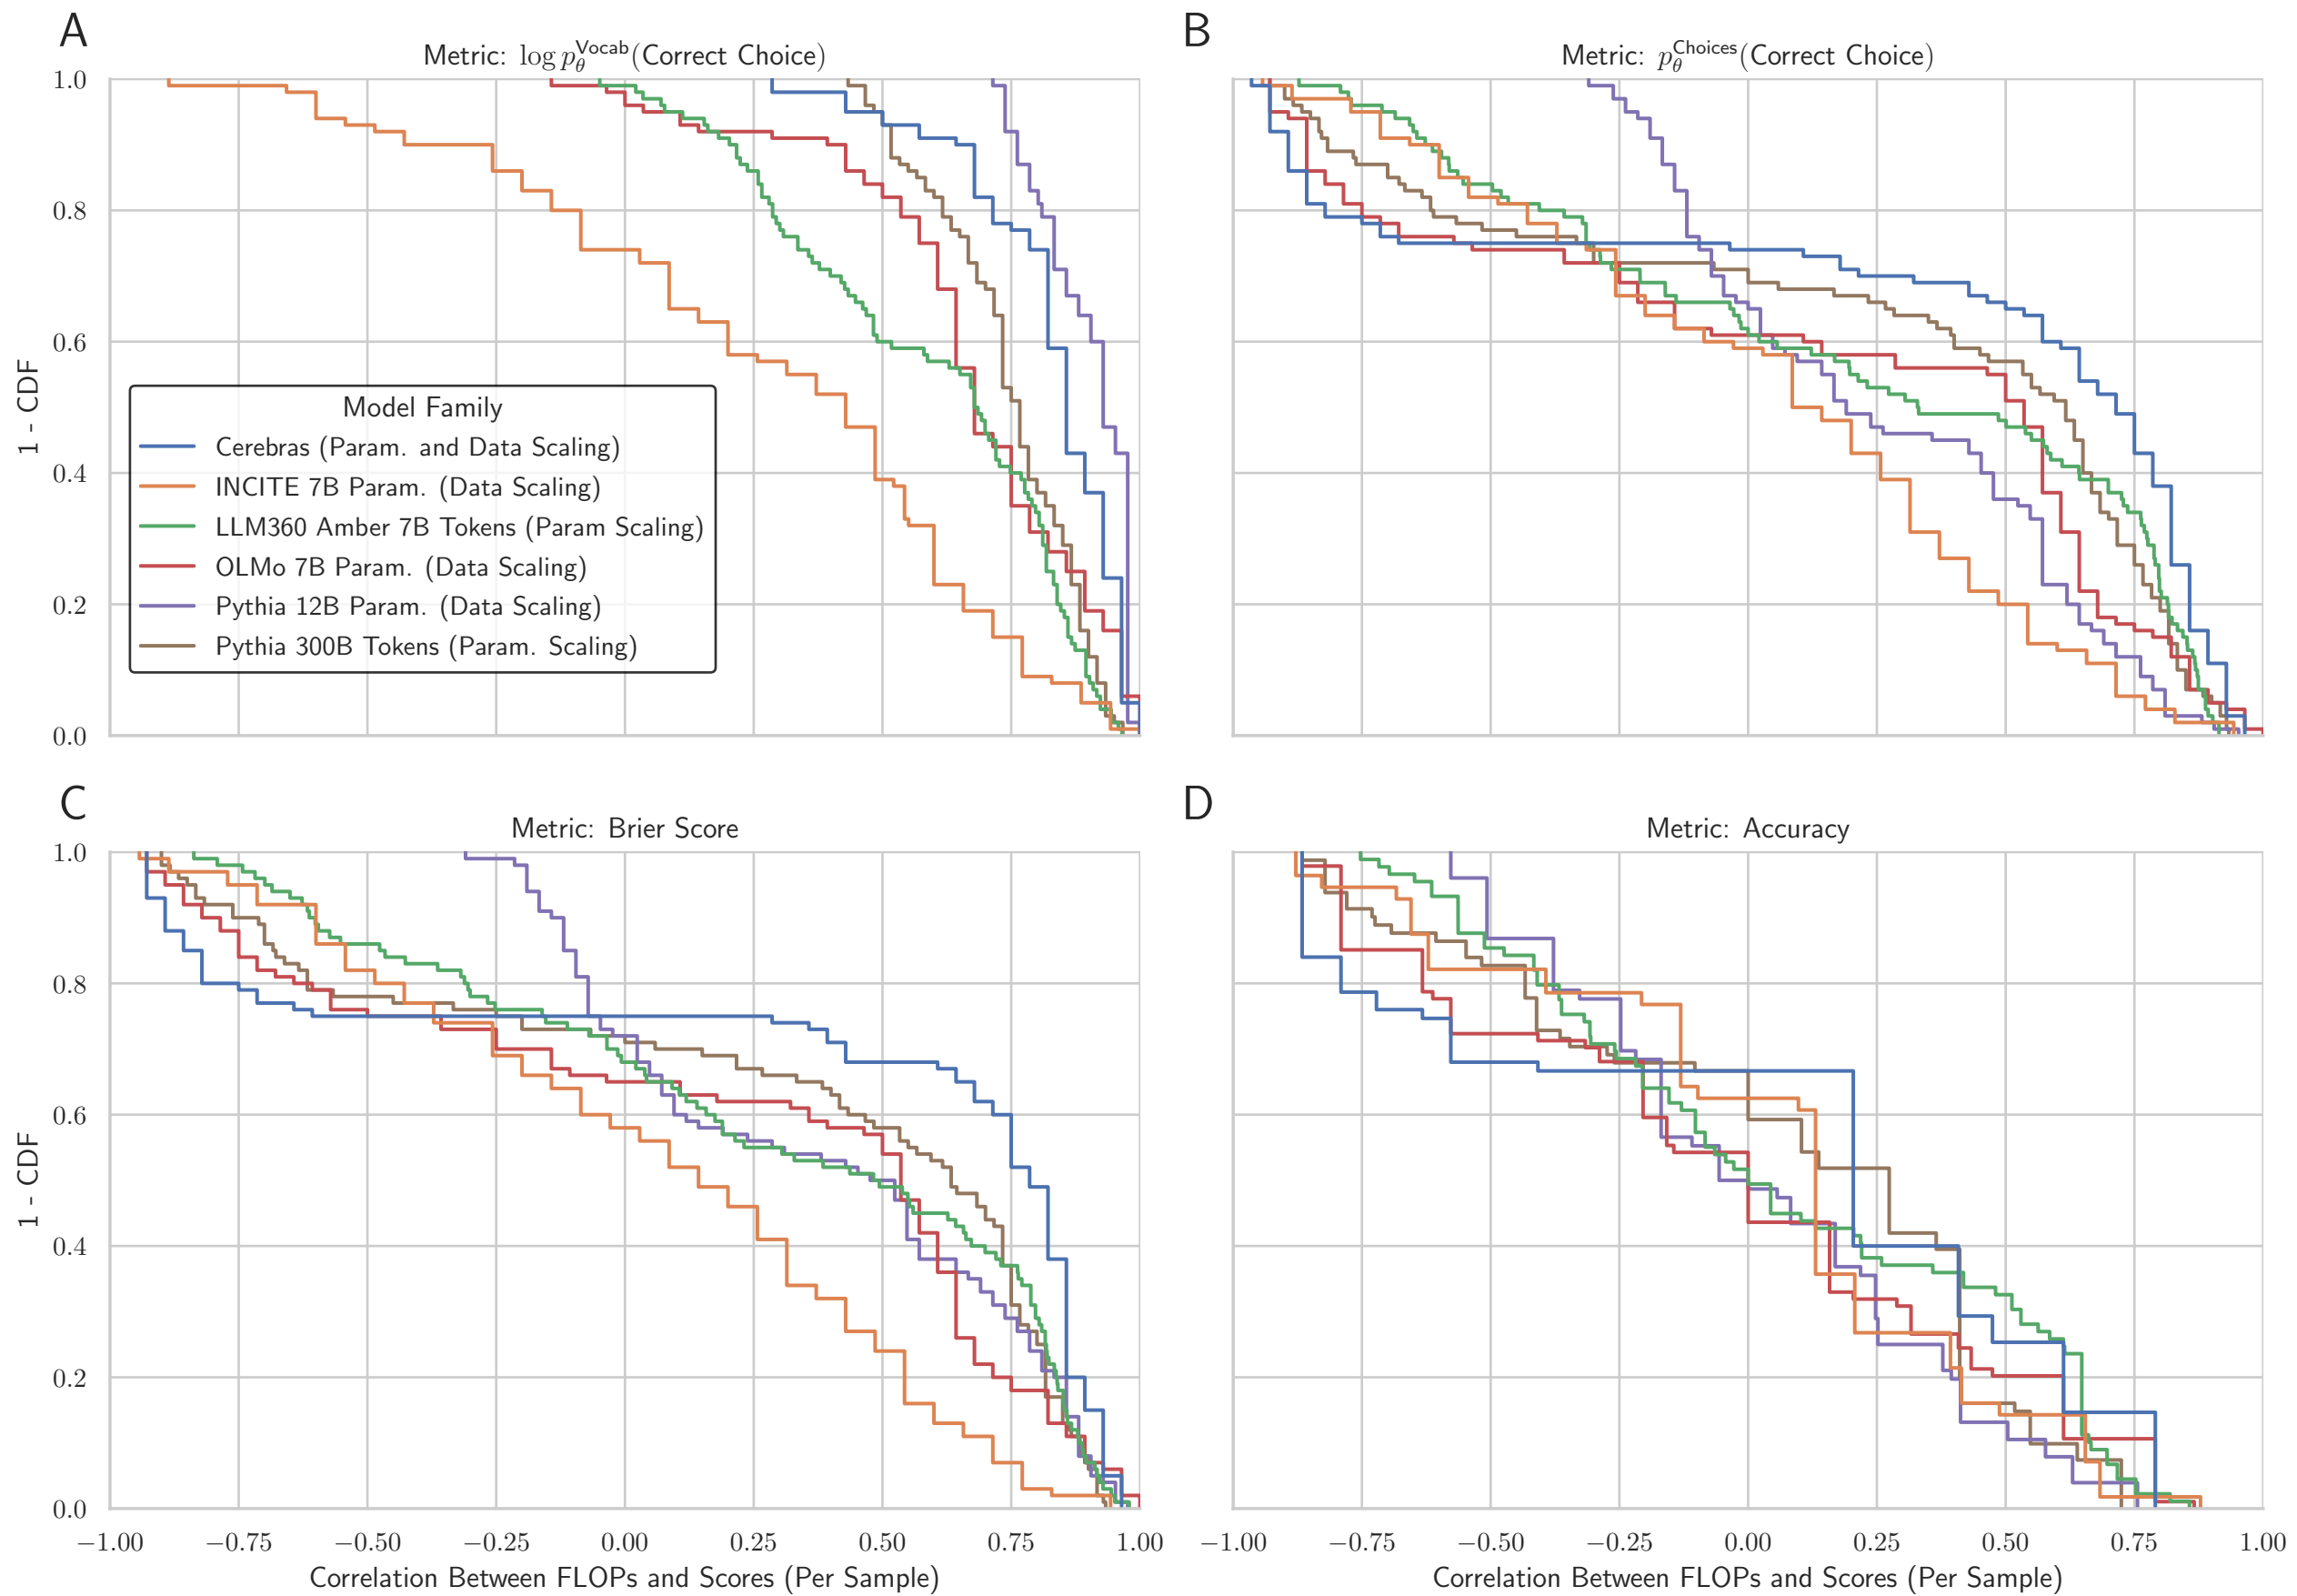 A
Metric: log p_θ^Vocab(Correct Choice)
1.0
0.8
0.6
0.4
0.2
0.0
1 - CDF
Model Family
Cerebras (Param. and Data Scaling)
INCITE 7B Param. (Data Scaling)
LLM360 Amber 7B Tokens (Param Scaling)
OLMo 7B Param. (Data Scaling)
Pythia 12B Param. (Data Scaling)
Pythia 300B Tokens (Param. Scaling)
B
Metric: p_θ^Choices(Correct Choice)
C
Metric: Brier Score
1.0
0.8
0.6
0.4
0.2
0.0
1 - CDF
−1.00 −0.75 −0.50 −0.25 0.00 0.25 0.50 0.75 1.00
Correlation Between FLOPs and Scores (Per Sample)
D
Metric: Accuracy
−1.00 −0.75 −0.50 −0.25 0.00 0.25 0.50 0.75 1.00
Correlation Between FLOPs and Scores (Per Sample)